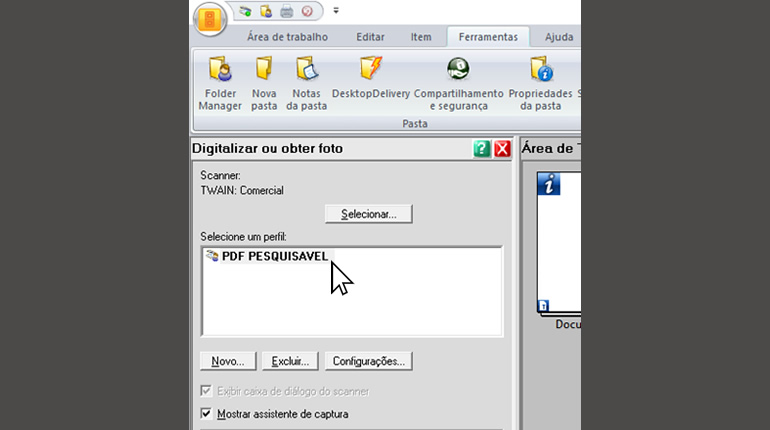 Área de trabalho Editar Item Ferramentas Ajuda
Folder Manager
Nova pasta
Notas da pasta
DesktopDelivery
Compartilhamento e segurança
Propriedades da pasta
S
Pasta
Digitalizar ou obter foto
Área de T
Scanner:
TWAIN: Comercial
Selecionar...
Selecione um perfil:
PDF PESQUISAVEL
Docu
Novo... Excluir... Configurações...
Exibir caixa de diálogo do scanner
Mostrar assistente de captura